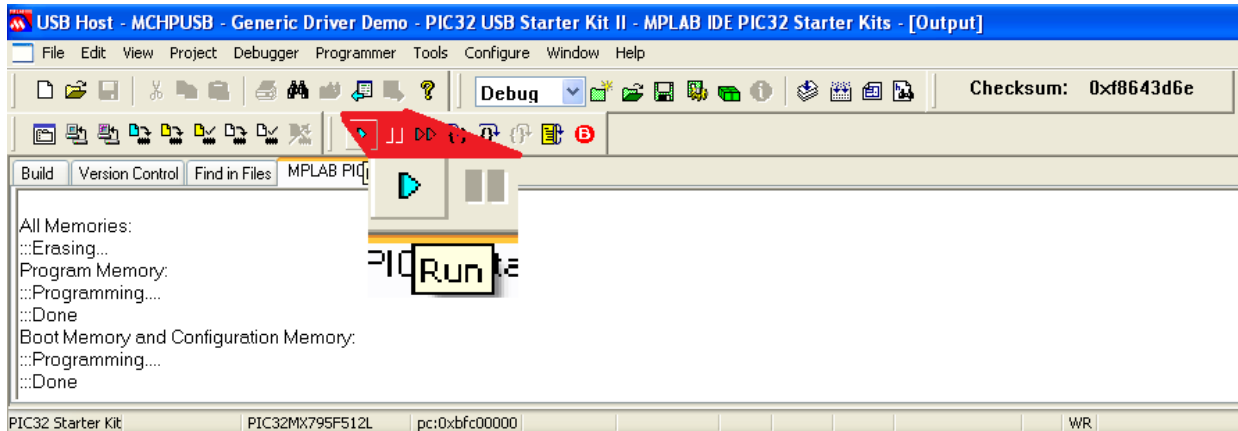 USB Host - MCHPUSB - Generic Driver Demo - PIC32 USB Starter Kit II - MPLAB IDE PIC32 Starter Kits - [Output]
File Edit View Project Debugger Programmer Tools Configure Window Help
Debug Checksum: 0xf8643d6e
Build Version Control Find in Files MPLAB
Run
All Memories:
:::Erasing...
Program Memory:
:::Programming....
:::Done
Boot Memory and Configuration Memory:
:::Programming....
:::Done
PIC32 Starter Kit PIC32MX795F512L pc:0xbfc00000 WR